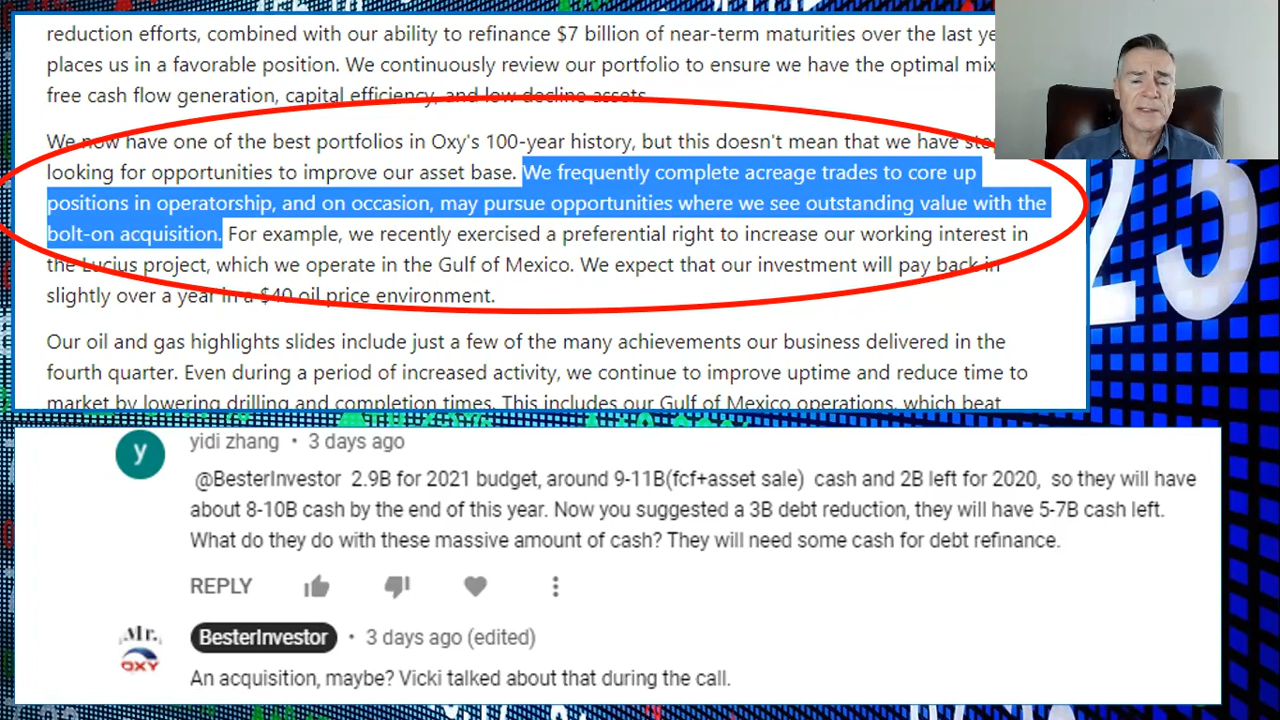 reduction efforts, combined with our ability to refinance $7 billion of near-term maturities over the last
places us in a favorable position. We continuously review our portfolio to ensure we have the optimal mix
free cash flow generation, capital efficiency, and low decline assets.
We now have one of the best portfolios in Oxy's 100-year history, but this doesn't mean that we have
looking for opportunities to improve our asset base. We frequently complete acreage trades to core up
positions in operatorship, and on occasion, may pursue opportunities where we see outstanding value with the
bolt-on acquisition. For example, we recently exercised a preferential right to increase our working interest in
the Lucius project, which we operate in the Gulf of Mexico. We expect that our investment will pay back in
slightly over a year in a $40 oil price environment.
Our oil and gas highlights slides include just a few of the many achievements our business delivered in the
fourth quarter. Even during a period of increased activity, we continue to improve uptime and reduce time to
market by lowering drilling and completion times. This includes our Gulf of Mexico operations, which beat
25
y
yidi zhang • 3 days ago
@BesterInvestor 2.9B for 2021 budget, around 9-11B(fcf+asset sale) cash and 2B left for 2020, so they will have
about 8-10B cash by the end of this year. Now you suggested a 3B debt reduction, they will have 5-7B cash left.
What do they do with these massive amount of cash? They will need some cash for debt refinance.
REPLY
Mr.
OXY
BesterInvestor • 3 days ago (edited)
An acquisition, maybe? Vicki talked about that during the call.